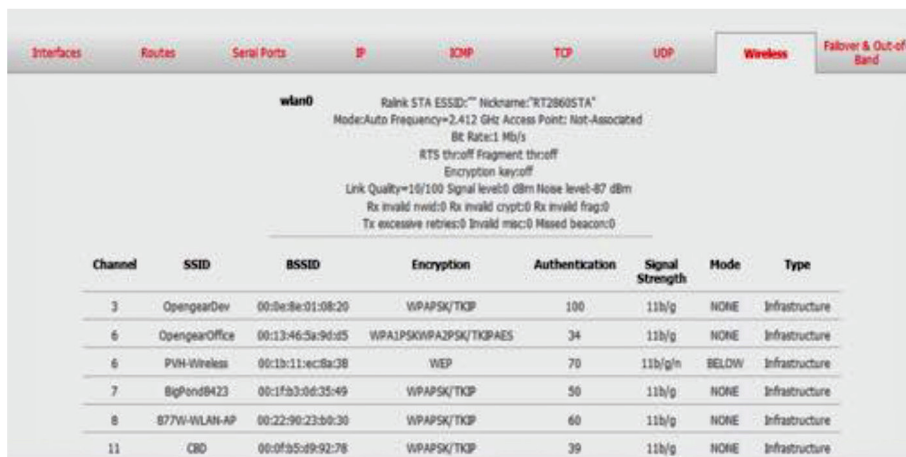 Interfaces Routes Serial Ports IP ICMP TCP UDP Wireless Failover & Out-of-
Band
wlan0 Ralink STA ESSID:"" Nickname:"RT2860STA"
Mode:Auto Frequency=2.412 GHz Access Point: Not-Associated
Bit Rate:1 Mb/s
RTS thr:off Fragment thr:off
Encryption key:off
Link Quality=10/100 Signal level:0 dBm Noise level:-87 dBm
Rx invalid nwid:0 Rx invalid crypt:0 Rx invalid frag:0
Tx excessive retries:0 Invalid misc:0 Missed beacon:0
Channel SSID BSSID Encryption Authentication Signal Mode Type
Strength
3 OpengearDev 00:0e:8e:01:08:20 WPAPSK/TKIP 100 11b/g NONE Infrastructure
6 OpengearOffice 00:13:46:5a:9d:d5 WPA1PSKWPA2PSK/TKIPAES 34 11b/g NONE Infrastructure
6 PVH-Wireless 00:1b:11:ec:8a:38 WEP 70 11b/g/n BELOW Infrastructure
7 BigPond8423 00:1f:b3:0d:35:49 WPAPSK/TKIP 50 11b/g NONE Infrastructure
8 B77W-WLAN-AP 00:22:90:23:b0:30 WPAPSK/TKIP 60 11b/g NONE Infrastructure
11 CBD 00:0f:b5:d9:92:78 WPAPSK/TKIP 39 11b/g NONE Infrastructure